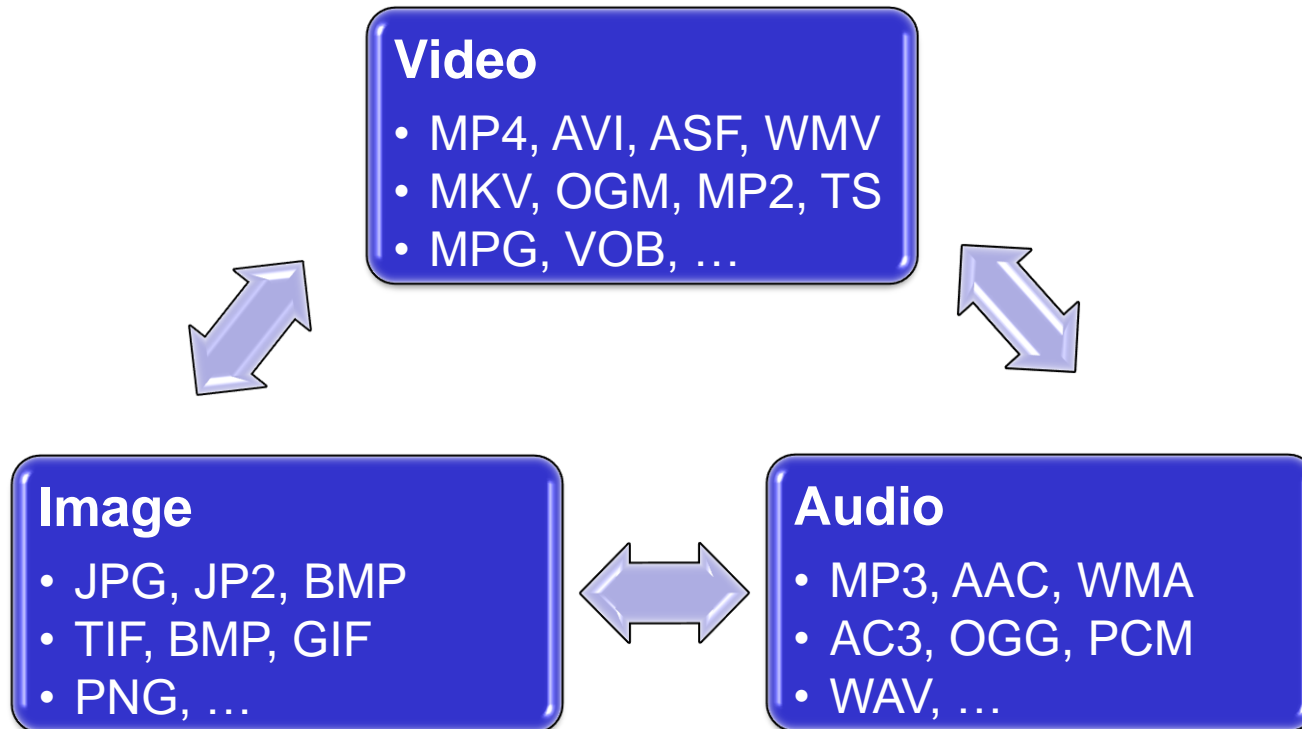 Video
• MP4, AVI, ASF, WMV
• MKV, OGM, MP2, TS
• MPG, VOB, …
Image
• JPG, JP2, BMP
• TIF, BMP, GIF
• PNG, …
Audio
• MP3, AAC, WMA
• AC3, OGG, PCM
• WAV, …